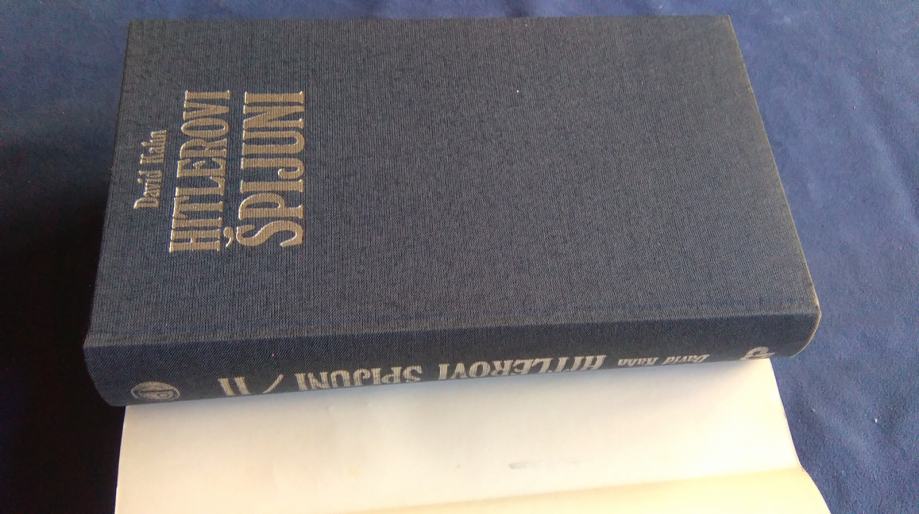 David Kahn
HITLEROVI
ŠPIJUNI
David Kahn HITLEROVI ŠPIJUNI / II